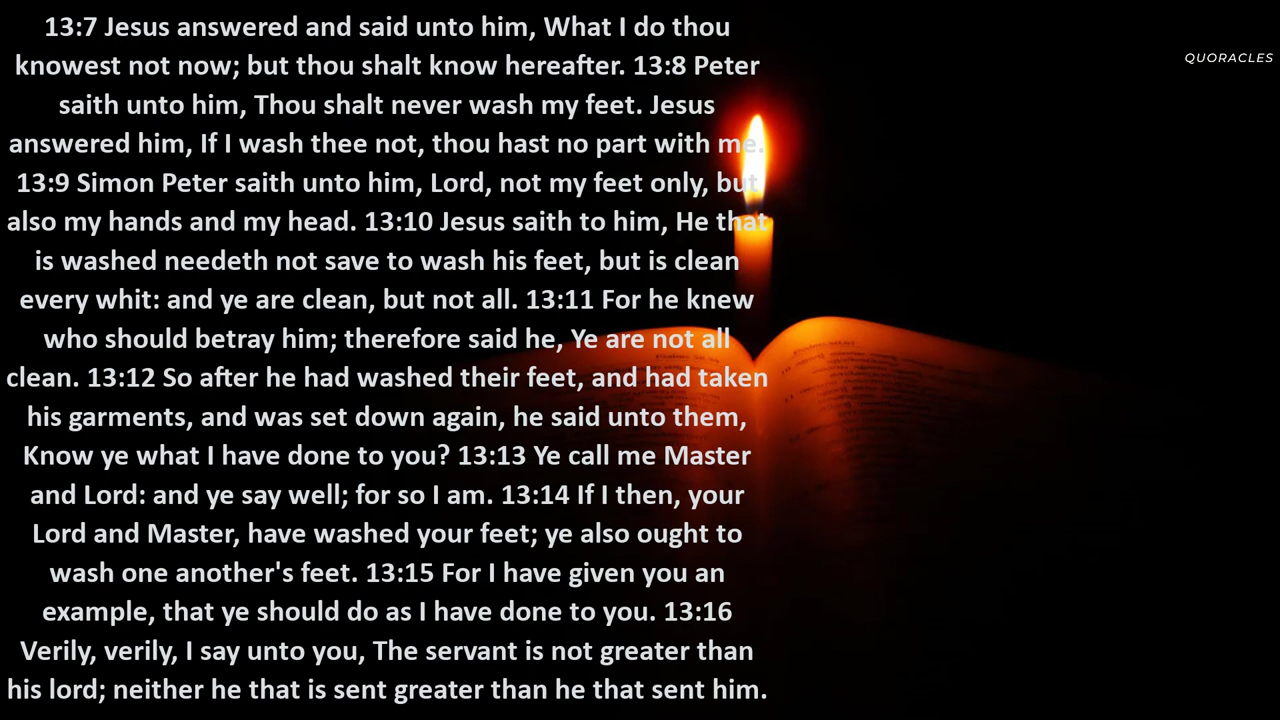 13:7 Jesus answered and said unto him, What I do thou
knowest not now; but thou shalt know hereafter. 13:8 Peter
saith unto him, Thou shalt never wash my feet. Jesus
answered him, If I wash thee not, thou hast no part with me.
13:9 Simon Peter saith unto him, Lord, not my feet only, but
also my hands and my head. 13:10 Jesus saith to him, He that
is washed needeth not save to wash his feet, but is clean
every whit: and ye are clean, but not all. 13:11 For he knew
who should betray him; therefore said he, Ye are not all
clean. 13:12 So after he had washed their feet, and had taken
his garments, and was set down again, he said unto them,
Know ye what I have done to you? 13:13 Ye call me Master
and Lord: and ye say well; for so I am. 13:14 If I then, your
Lord and Master, have washed your feet; ye also ought to
wash one another's feet. 13:15 For I have given you an
example, that ye should do as I have done to you. 13:16
Verily, verily, I say unto you, The servant is not greater than
his lord; neither he that is sent greater than he that sent him.
QUORACLES